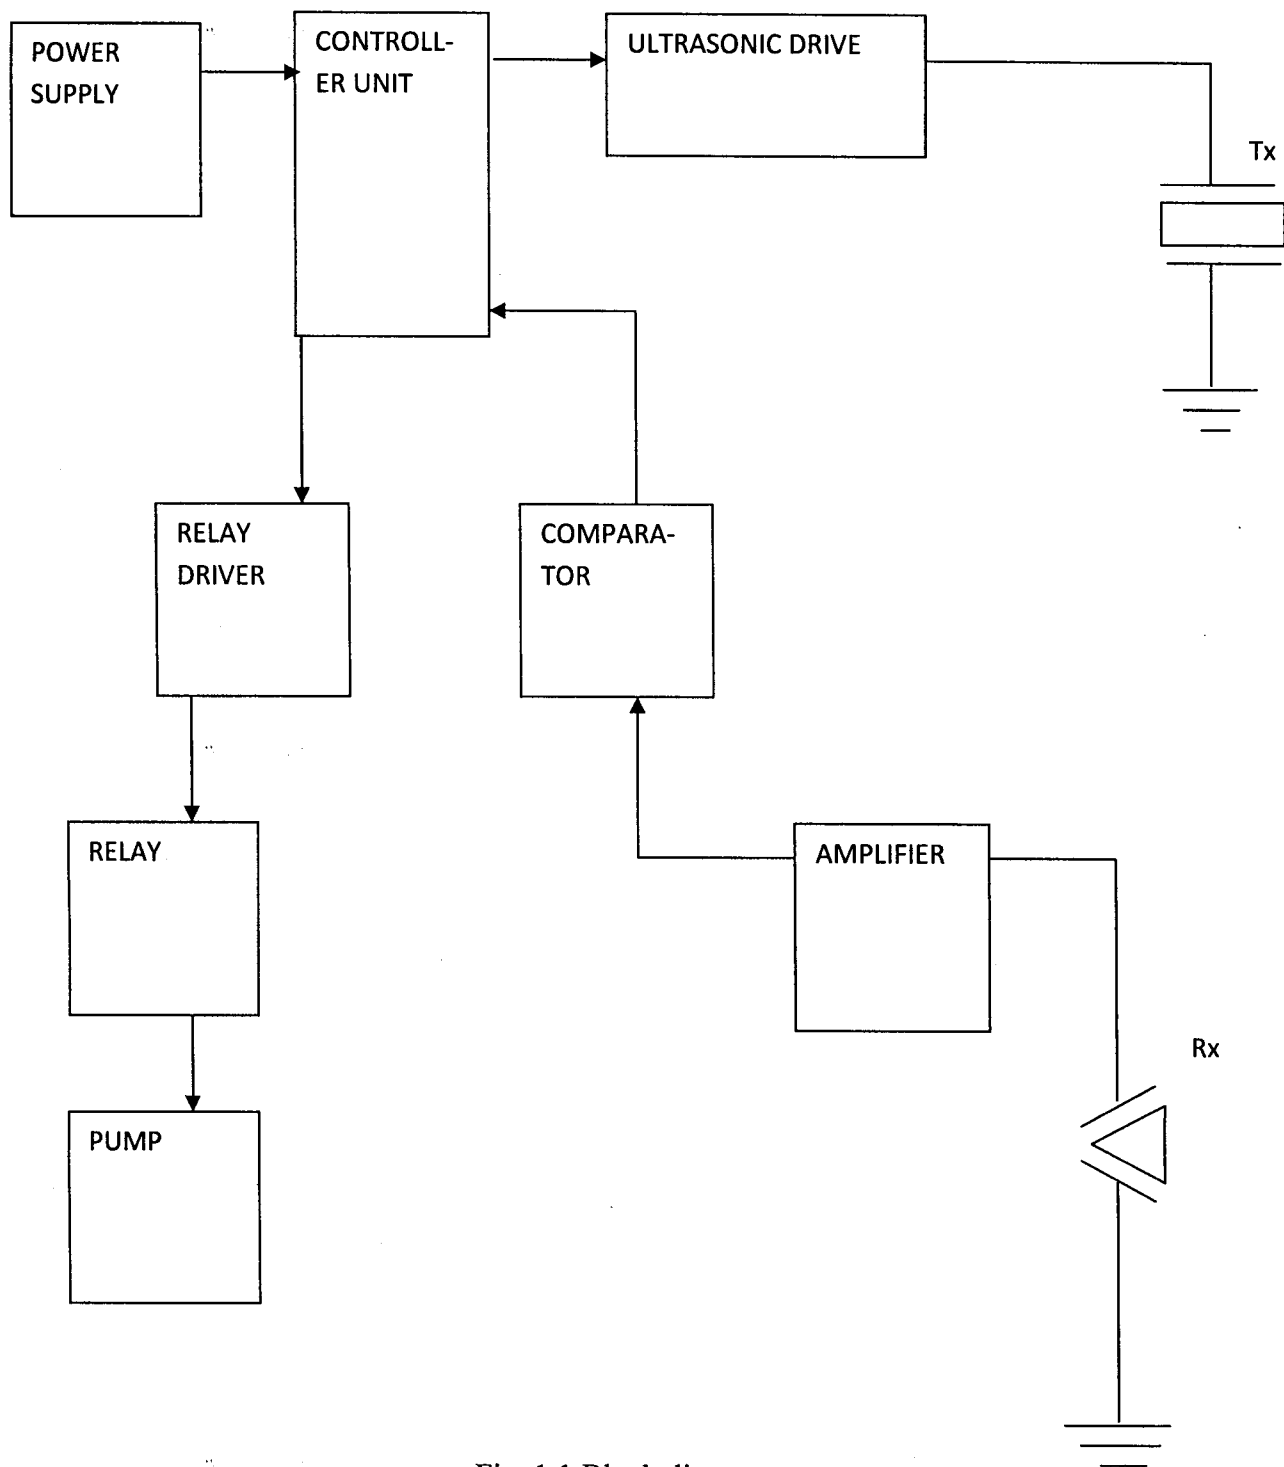 POWER
SUPPLY
CONTROLL-
ER UNIT
ULTRASONIC DRIVE
Tx
RELAY
DRIVER
COMPARA-
TOR
RELAY
AMPLIFIER
Rx
PUMP